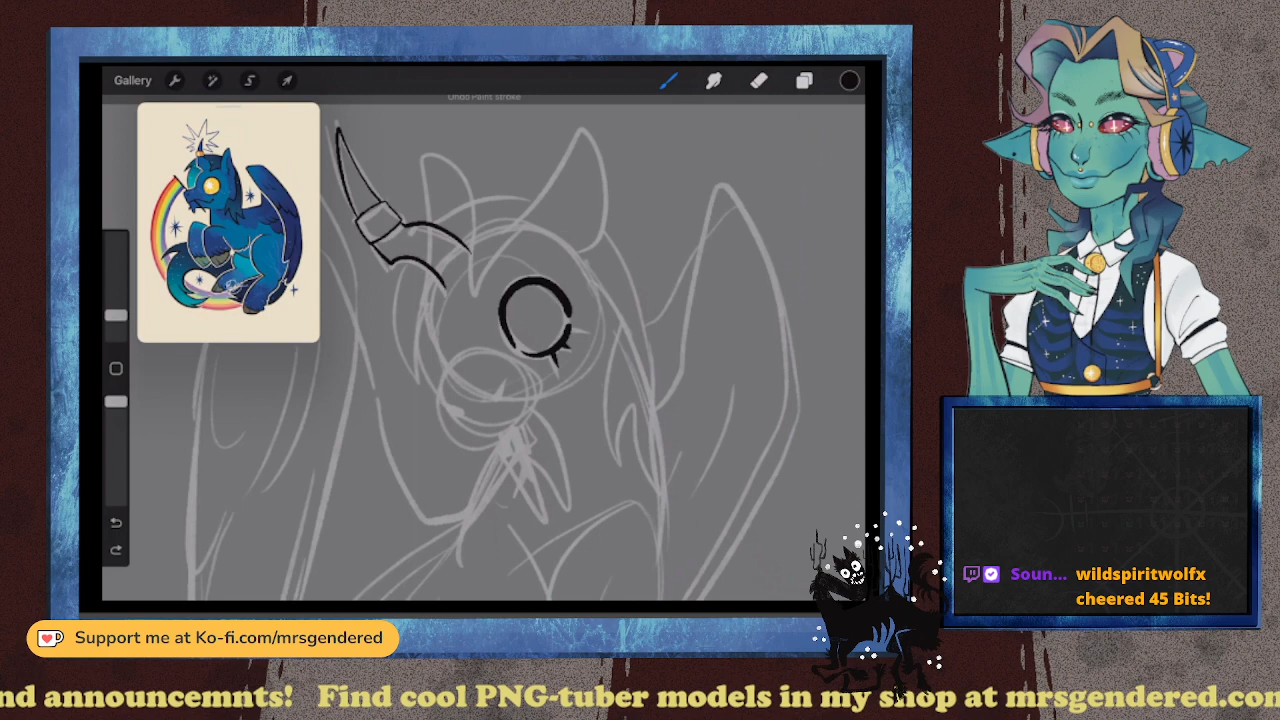 Gallery
Undo Paint stroke
Soun... wildspiritwolfx
cheered 45 Bits!
Support me at Ko-fi.com/mrsgendered
nd announcemnts! Find cool PNG-tuber models in my shop at mrsgendered.com